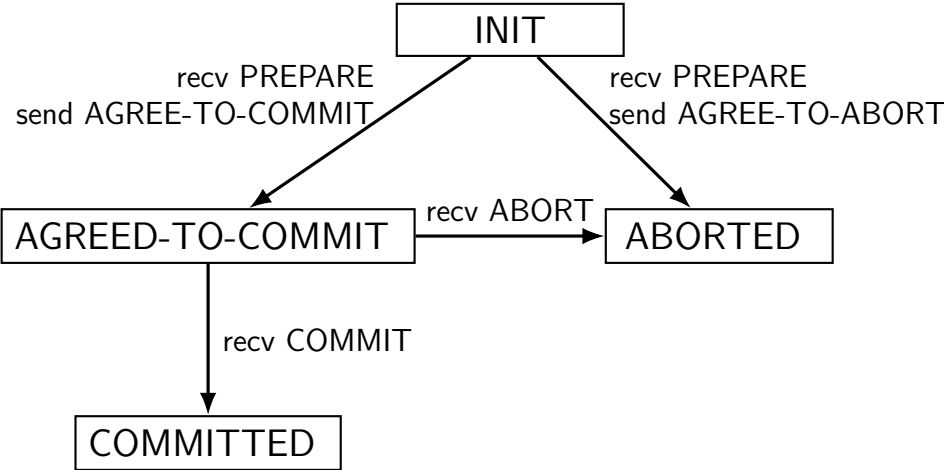 INIT
recv PREPARE
send AGREE-TO-COMMIT
recv PREPARE
send AGREE-TO-ABORT
AGREED-TO-COMMIT
recv ABORT
ABORTED
recv COMMIT
COMMITTED